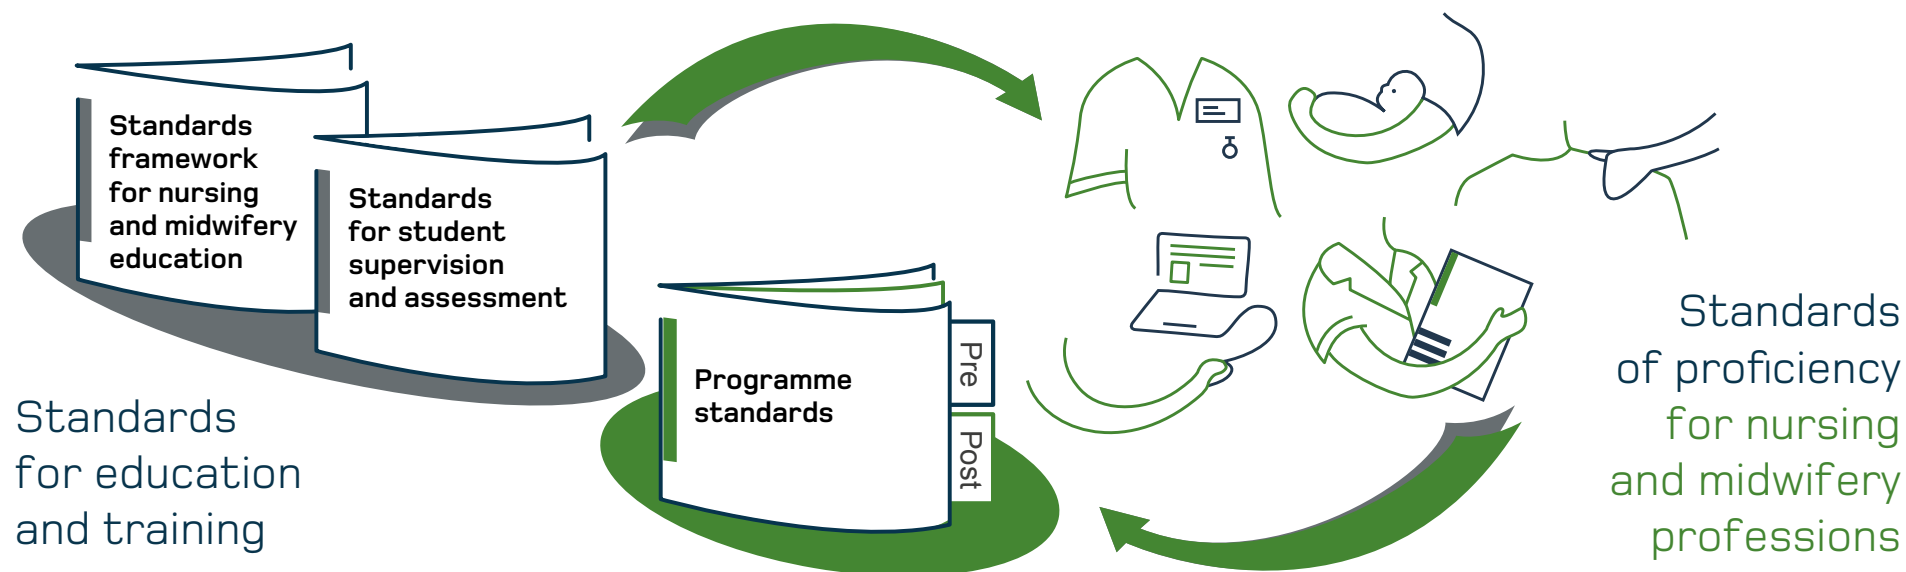 Standards
framework
for nursing
and midwifery
education
Standards
for student
supervision
and assessment
Programme
standards
Pre
Post
Standards
for education
and training
Standards
of proficiency
for nursing
and midwifery
professions